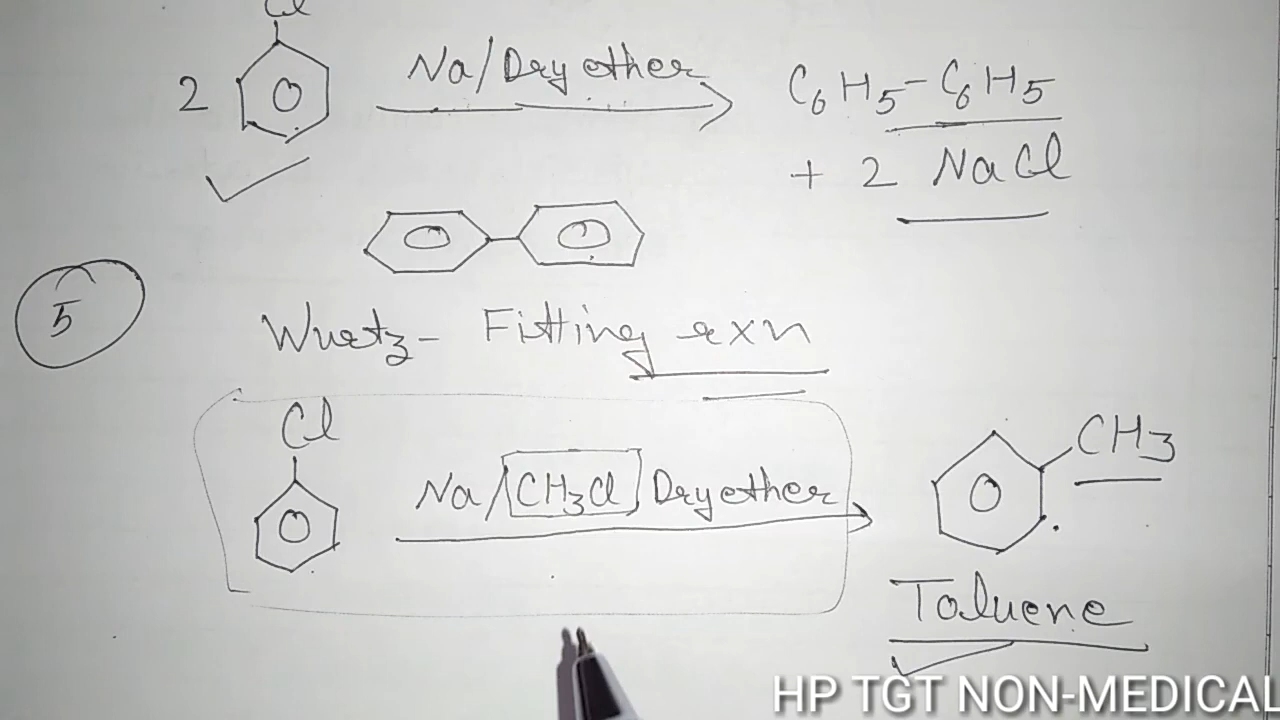 Cl
2 Na/Dry ether C6H5-C6H5
+ 2 NaCl
5
Wurtz- Fitting rxn
Cl
Na/CH3Cl Dry ether CH3
Toluene
HP TGT NON-MEDICAL